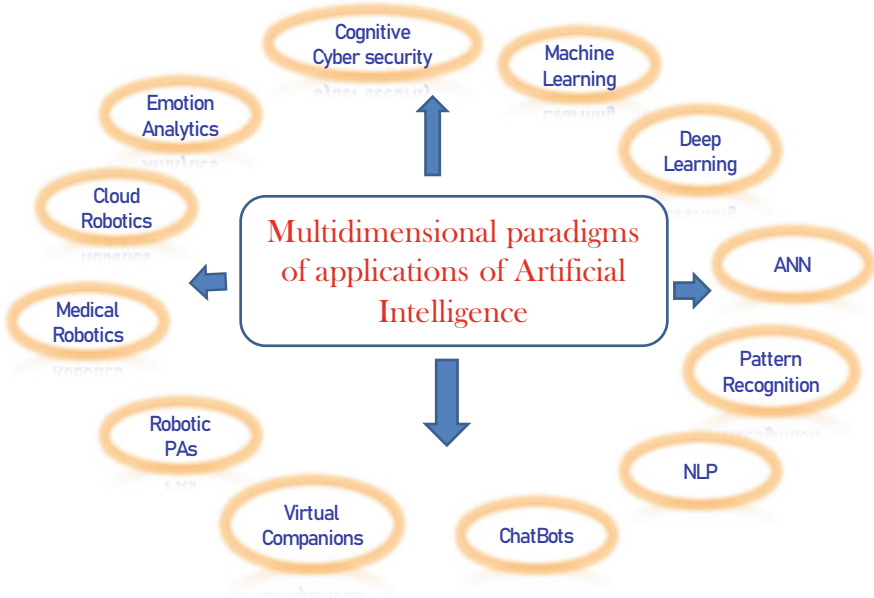 Cognitive
Cyber security
Machine
Learning
Emotion
Analytics
Deep
Learning
Cloud
Robotics
Multidimensional paradigms
of applications of Artificial
Intelligence
ANN
Medical
Robotics
Pattern
Recognition
Robotic
PAs
NLP
Virtual
Companions
ChatBots